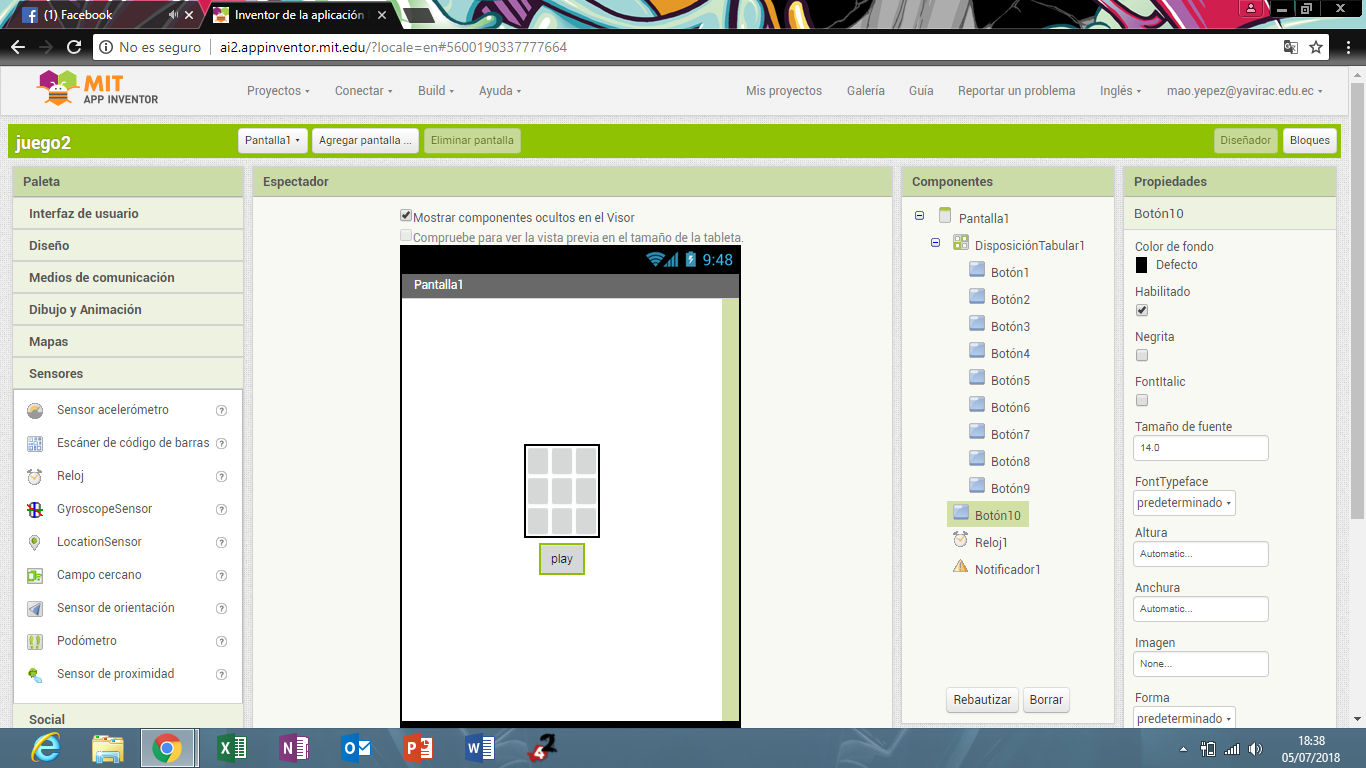 (1) Facebook
Inventor de la aplicación
No es seguro | ai2.appinventor.mit.edu/?locale=en#5600190337777664
MIT
APP INVENTOR
Proyectos Conectar Build Ayuda Mis proyectos Galería Guía Reportar un problema Inglés mao.yepez@yavirac.edu.ec
juego2
Pantalla1 Agregar pantalla ... Eliminar pantalla Diseñador Bloques
Paleta
Interfaz de usuario
Diseño
Medios de comunicación
Dibujo y Animación
Mapas
Sensores
Sensor acelerómetro ?
Escáner de código de barras ?
Reloj ?
GyroscopeSensor ?
LocationSensor ?
Campo cercano ?
Sensor de orientación ?
Podómetro ?
Sensor de proximidad ?
Social
Espectador
Mostrar componentes ocultos en el Visor
Compruebe para ver la vista previa en el tamaño de la tableta.
9:48
Pantalla1
play
Componentes
Pantalla1
DisposiciónTabular1
Botón1
Botón2
Botón3
Botón4
Botón5
Botón6
Botón7
Botón8
Botón9
Botón10
Reloj1
Notificador1
Rebautizar Borrar
Propiedades
Botón10
Color de fondo
Defecto
Habilitado
Negrita
FontItalic
Tamaño de fuente
14.0
FontTypeface
predeterminado
Altura
Automatic...
Anchura
Automatic...
Imagen
None...
Forma
predeterminado
18:38
05/07/2018